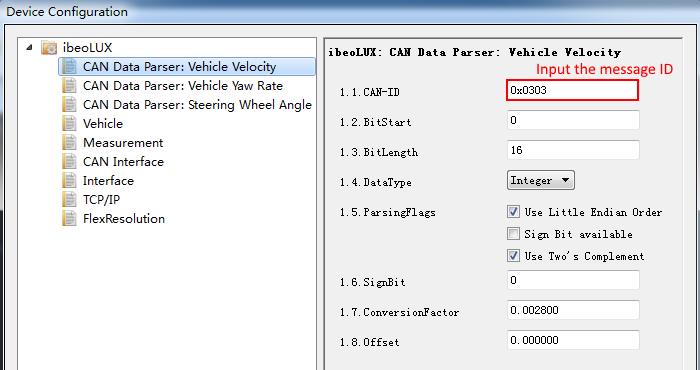 Device Configuration
ibeoLUX
CAN Data Parser: Vehicle Velocity
CAN Data Parser: Vehicle Yaw Rate
CAN Data Parser: Steering Wheel Angle
Vehicle
Measurement
CAN Interface
Interface
TCP/IP
FlexResolution
ibeoLUX: CAN Data Parser: Vehicle Velocity
Input the message ID
1.1.CAN-ID 0x0303
1.2.BitStart 0
1.3.BitLength 16
1.4.DataType Integer
1.5.ParsingFlags Use Little Endian Order
Sign Bit available
Use Two's Complement
1.6.SignBit 0
1.7.ConversionFactor 0.002800
1.8.Offset 0.000000